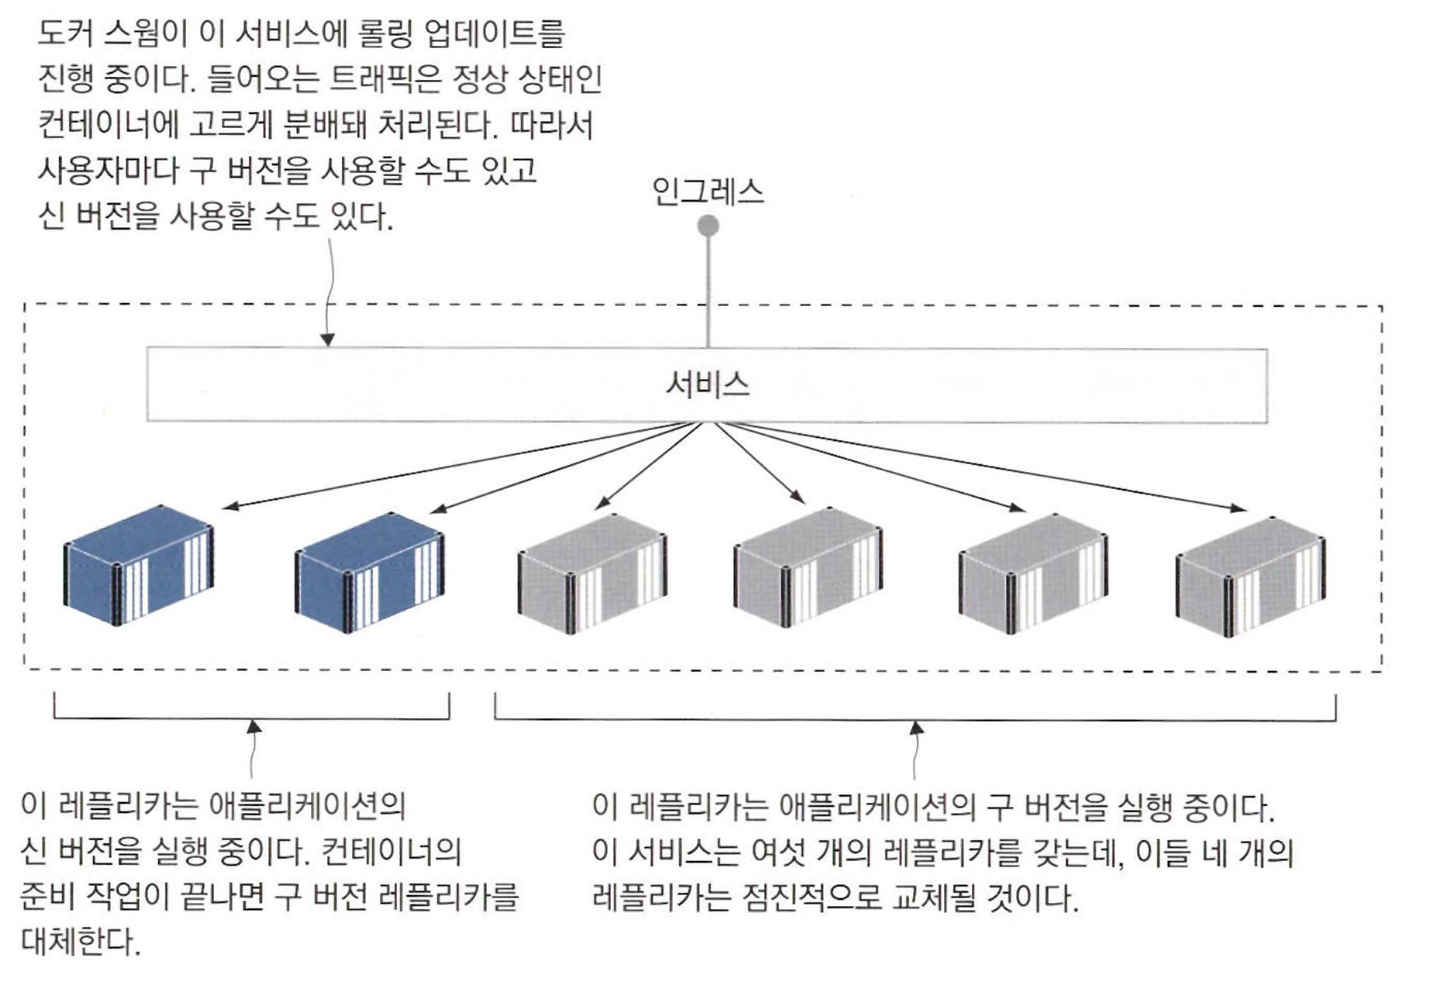 도커 스웜이 이 서비스에 롤링 업데이트를
진행 중이다. 들어오는 트래픽은 정상 상태인
컨테이너에 고르게 분배돼 처리된다. 따라서
사용자마다 구 버전을 사용할 수도 있고
신 버전을 사용할 수도 있다.
인그레스
서비스
이 레플리카는 애플리케이션의
신 버전을 실행 중이다. 컨테이너의
준비 작업이 끝나면 구 버전 레플리카를
대체한다.
이 레플리카는 애플리케이션의 구 버전을 실행 중이다.
이 서비스는 여섯 개의 레플리카를 갖는데, 이들 네 개의
레플리카는 점진적으로 교체될 것이다.